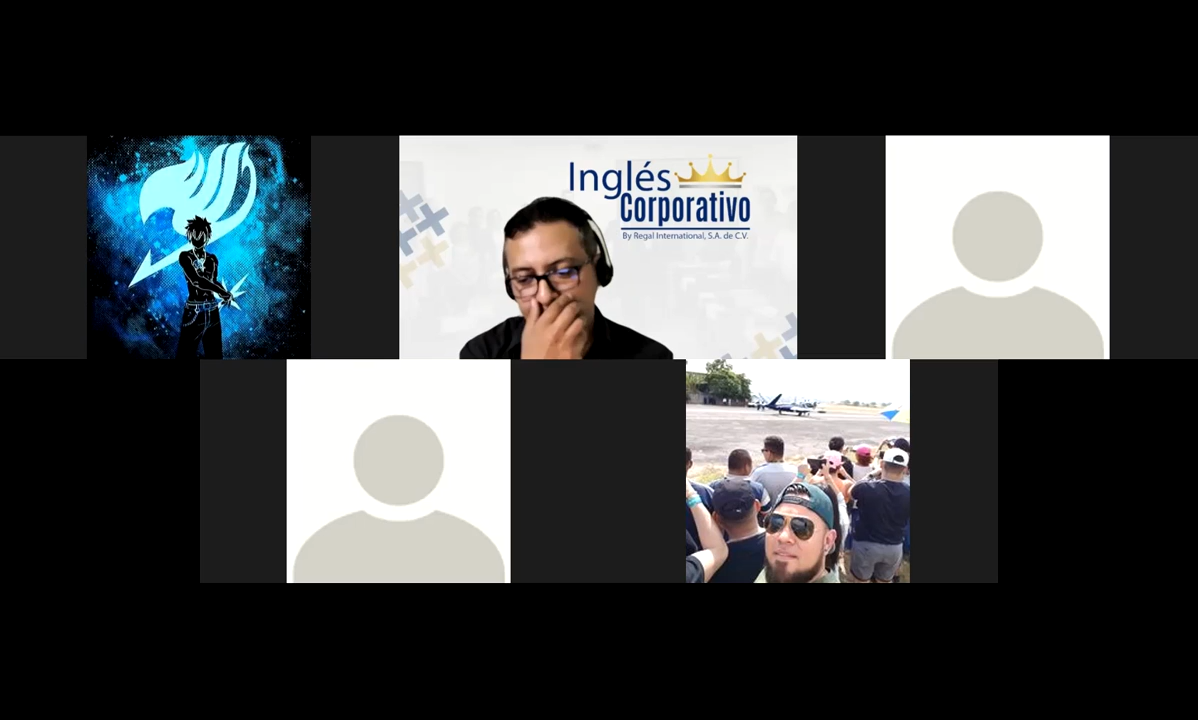 Inglés
Corporativo
By Regal International, S.A. de C.V.